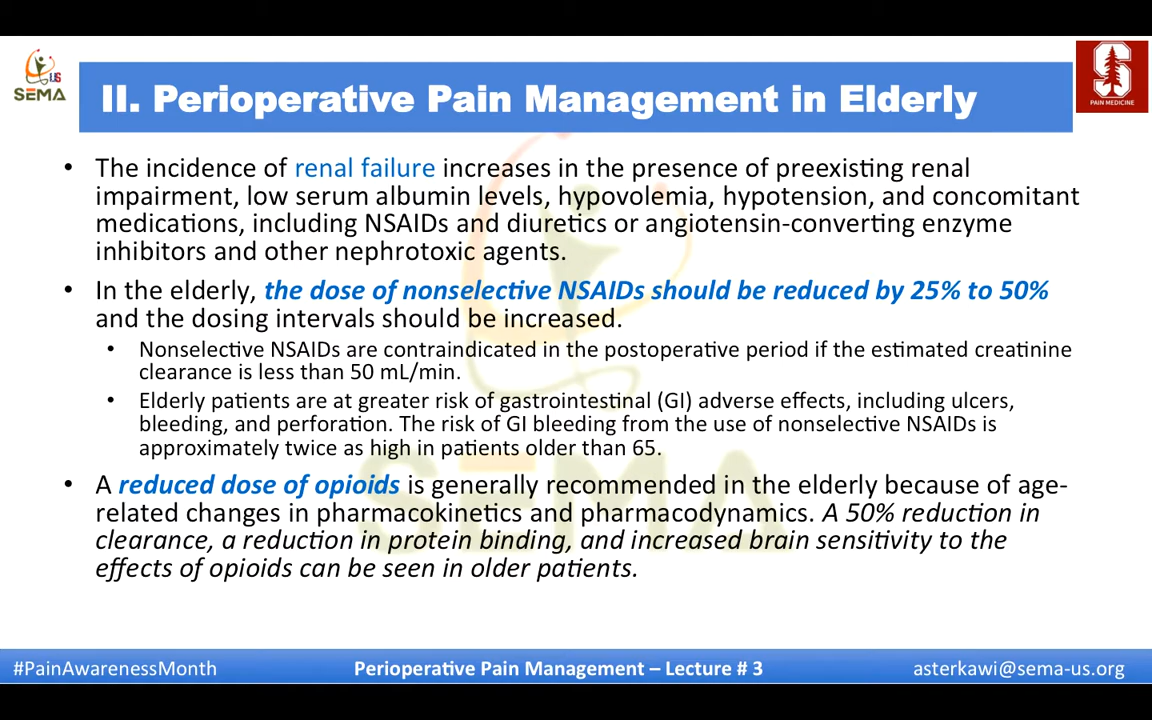 US
SEMA
II. Perioperative Pain Management in Elderly
S
PAIN MEDICINE
• The incidence of renal failure increases in the presence of preexisting renal
impairment, low serum albumin levels, hypovolemia, hypotension, and concomitant
medications, including NSAIDs and diuretics or angiotensin-converting enzyme
inhibitors and other nephrotoxic agents.
• In the elderly, the dose of nonselective NSAIDs should be reduced by 25% to 50%
and the dosing intervals should be increased.
• Nonselective NSAIDs are contraindicated in the postoperative period if the estimated creatinine
clearance is less than 50 mL/min.
• Elderly patients are at greater risk of gastrointestinal (GI) adverse effects, including ulcers,
bleeding, and perforation. The risk of GI bleeding from the use of nonselective NSAIDs is
approximately twice as high in patients older than 65.
• A reduced dose of opioids is generally recommended in the elderly because of age-
related changes in pharmacokinetics and pharmacodynamics. A 50% reduction in
clearance, a reduction in protein binding, and increased brain sensitivity to the
effects of opioids can be seen in older patients.
SEMA
#PainAwarenessMonth
Perioperative Pain Management – Lecture # 3
asterkawi@sema-us.org